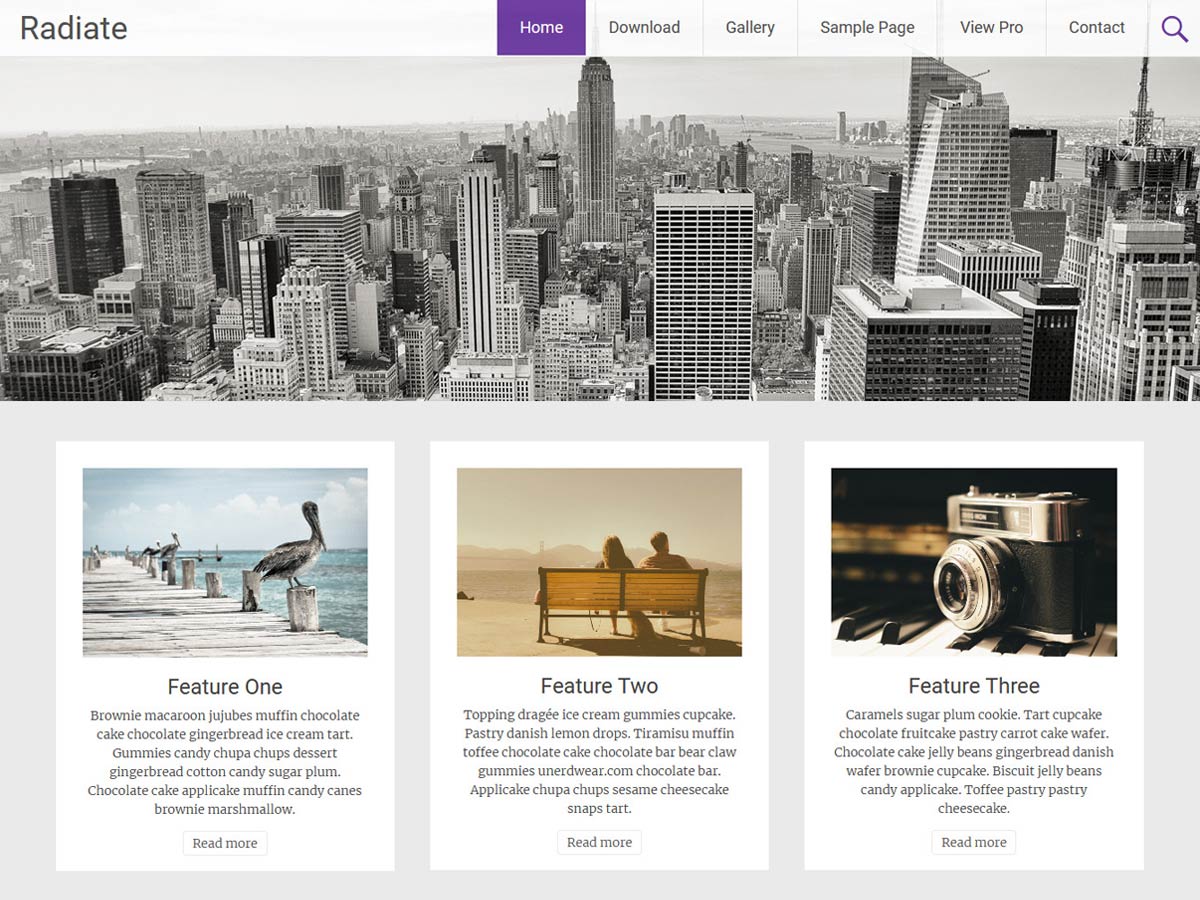 Radiate
Home
Download
Gallery
Sample Page
View Pro
Contact
Feature One
Brownie macaroon jujubes muffin chocolate
cake chocolate gingerbread ice cream tart.
Gummies candy chupa chups dessert
gingerbread cotton candy sugar plum.
Chocolate cake applicake muffin candy canes
brownie marshmallow.
Read more
Feature Two
Topping dragée ice cream gummies cupcake.
Pastry danish lemon drops. Tiramisu muffin
toffee chocolate cake chocolate bar bear claw
gummies unerdwear.com chocolate bar.
Applicake chupa chups sesame cheesecake
snaps tart.
Read more
Feature Three
Caramels sugar plum cookie. Tart cupcake
chocolate fruitcake pastry carrot cake wafer.
Chocolate cake jelly beans gingerbread danish
wafer brownie cupcake. Biscuit jelly beans
candy applicake. Toffee pastry pastry
cheesecake.
Read more